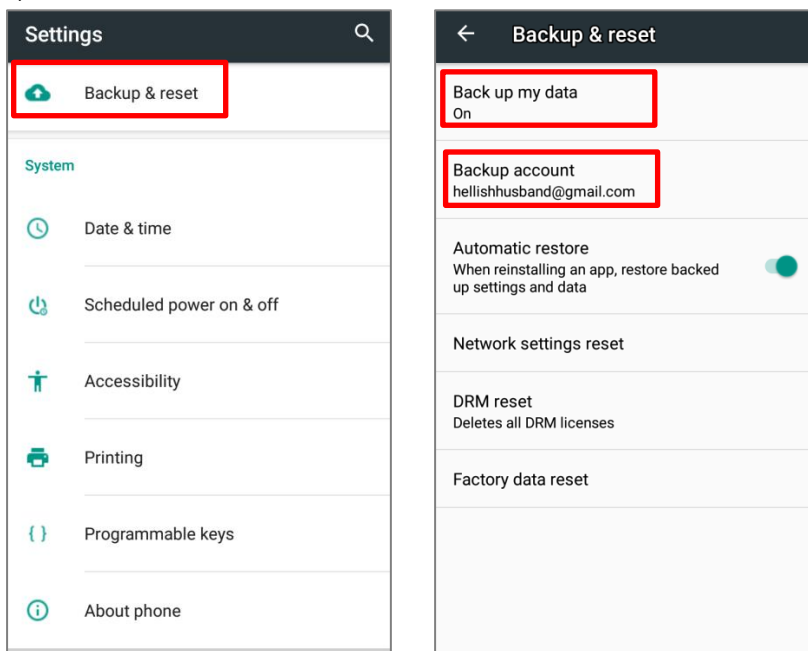 Settings
Backup & reset
System
Date & time
Scheduled power on & off
Accessibility
Printing
Programmable keys
About phone
Backup & reset
Back up my data
On
Backup account
hellishhusband@gmail.com
Automatic restore
When reinstalling an app, restore backed
up settings and data
Network settings reset
DRM reset
Deletes all DRM licenses
Factory data reset